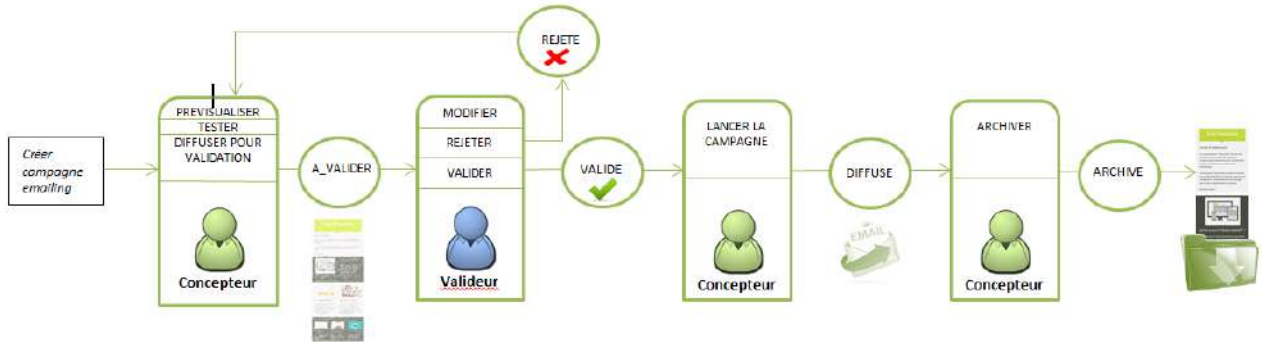 REJETE
PREVISUALISER
TESTER
DIFFUSER POUR
VALIDATION
Concepteur
Créer
campagne
emailing
A_VALIDER
MODIFIER
REJETER
VALIDER
Valideur
VALIDE
LANCER LA
CAMPAGNE
Concepteur
DIFFUSE
EMAIL
ARCHIVER
Concepteur
ARCHIVE